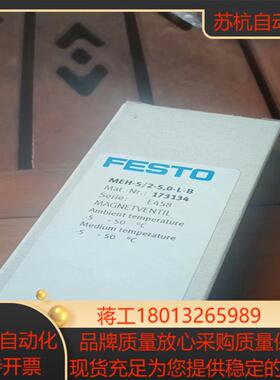 苏杭自动化
FESTO
MEH-5/2-5,0-L-B
Mat.-Nr.: 173134
Serie: E458
MAGNETVENTIL
Ambient temperature
-5 - 50 °C
Medium temperature
-5 - 50 °C
自动化
开票
蒋工18013265989
品牌质量放心采购质量保
现货充足为您提供稳定的